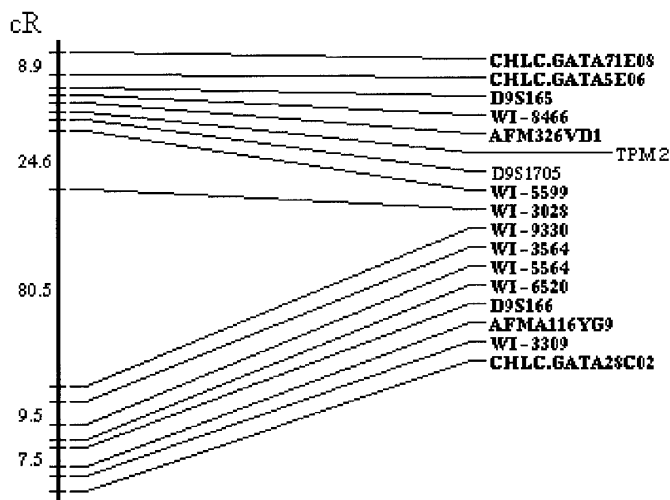 cR
8.9
CHLC.GATA71E08
CHLC.GATA5E06
D9S165
WI-8466
AFM326VD1
TPM2
24.6
D9S1705
WI-5599
WI-3028
WI-9330
WI-3564
WI-5564
80.5
WI-6520
D9S166
AFMA116YG9
WI-3309
CHLC.GATA28C02
9.5
7.5